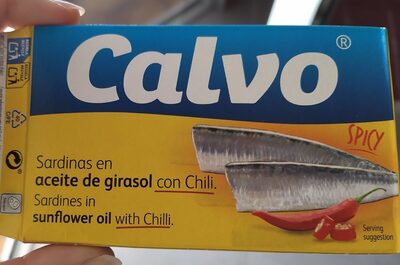 Calvo®
SPICY
Sardinas en
aceite de girasol con Chili.
Sardines in
sunflower oil with Chilli.
Serving
suggestion